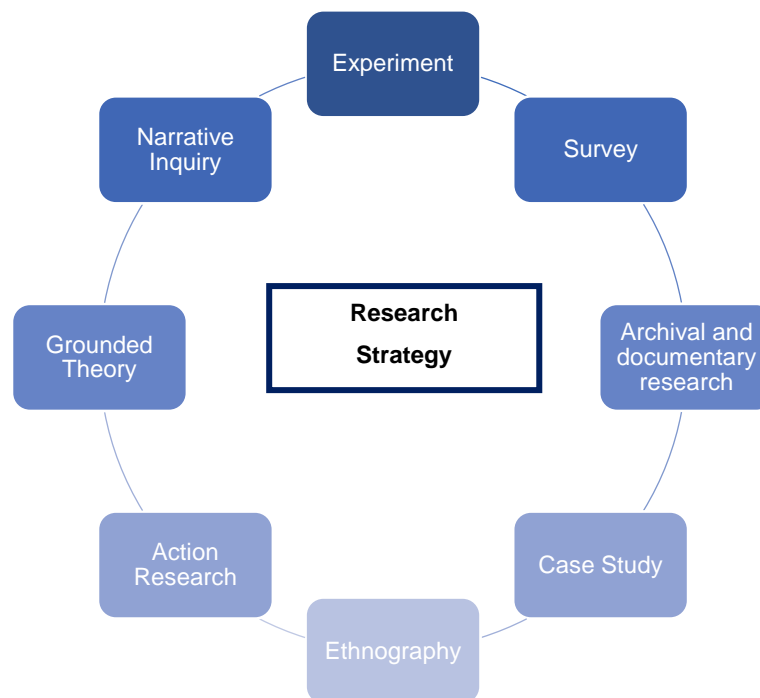 Experiment
Survey
Archival and
documentary
research
Case Study
Ethnography
Action
Research
Grounded
Theory
Narrative
Inquiry
Research
Strategy